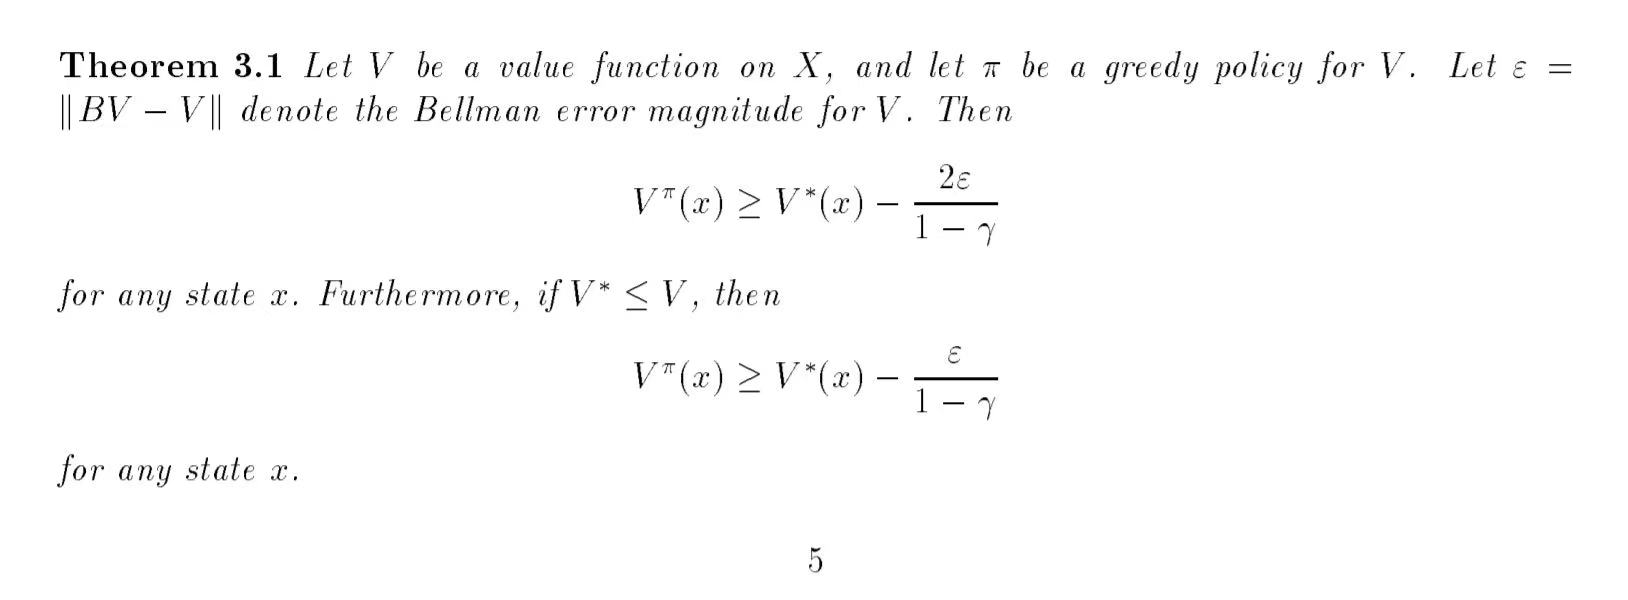 Theorem 3.1 Let V be a value function on X, and let π be a greedy policy for V. Let ε =
‖BV − V‖ denote the Bellman error magnitude for V. Then
V^π(x) ≥ V*(x) − 2ε / (1 − γ)
for any state x. Furthermore, if V* ≤ V, then
V^π(x) ≥ V*(x) − ε / (1 − γ)
for any state x.
5